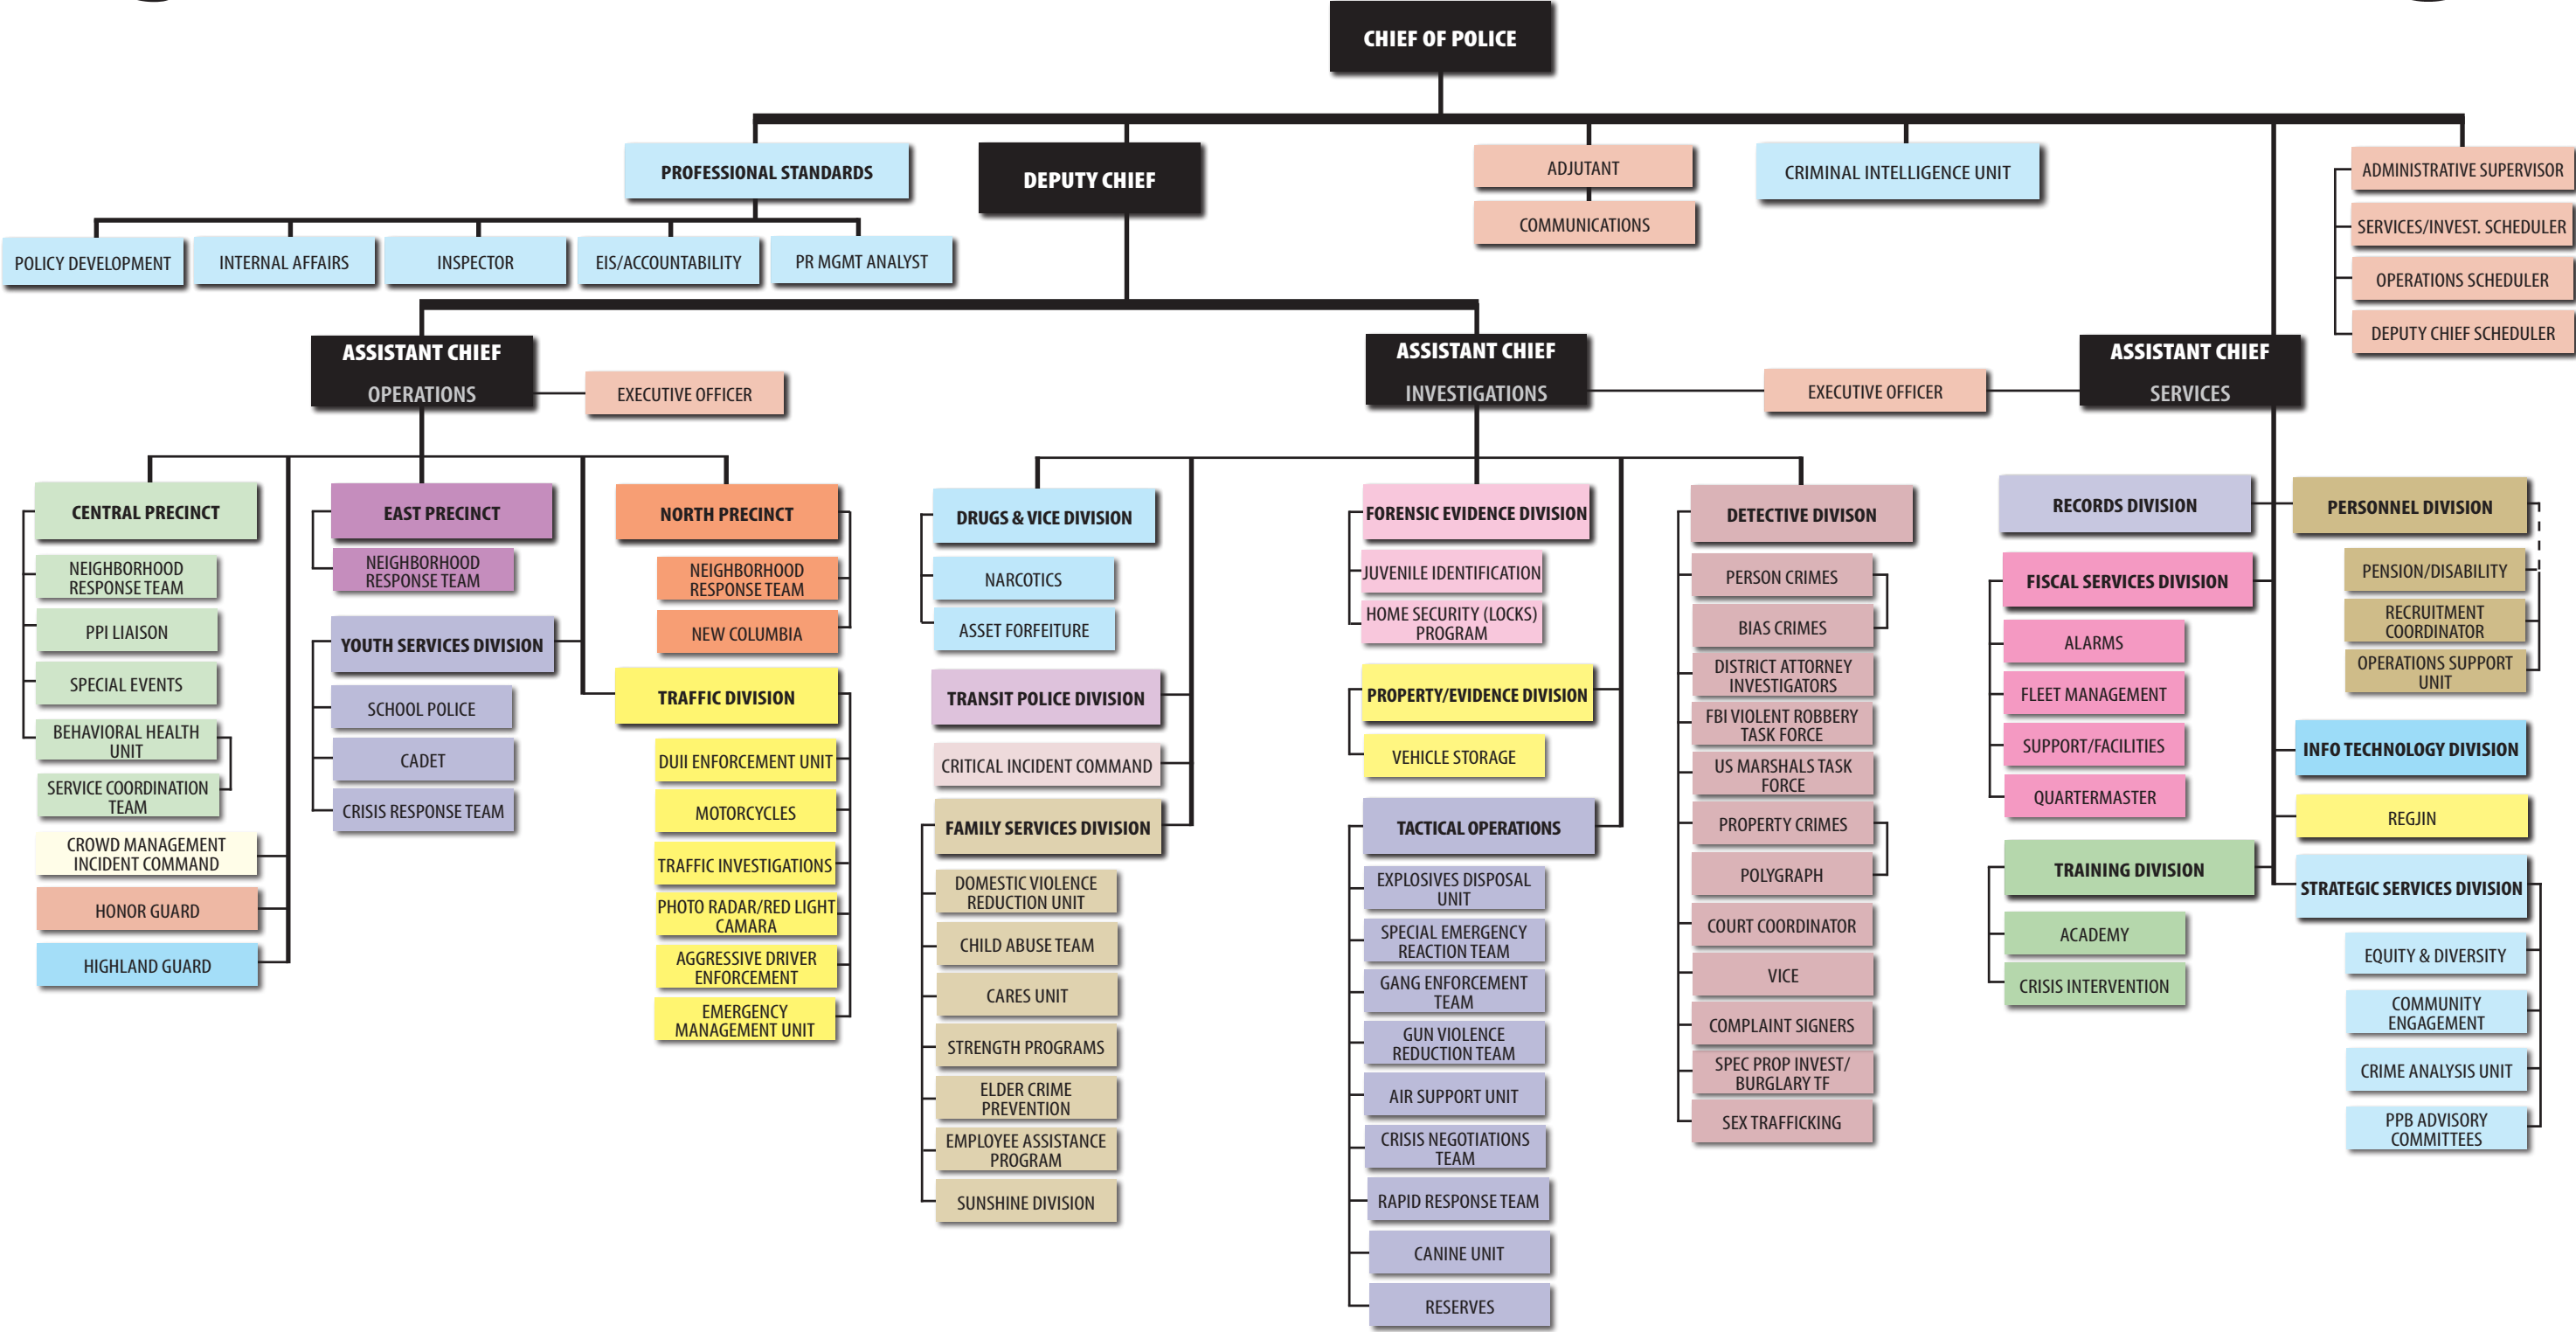 CHIEF OF POLICE
PROFESSIONAL STANDARDS
DEPUTY CHIEF
ADJUTANT
COMMUNICATIONS
CRIMINAL INTELLIGENCE UNIT
ADMINISTRATIVE SUPERVISOR
SERVICES/INVEST. SCHEDULER
OPERATIONS SCHEDULER
DEPUTY CHIEF SCHEDULER
POLICY DEVELOPMENT
INTERNAL AFFAIRS
INSPECTOR
EIS/ACCOUNTABILITY
PR MGMT ANALYST
ASSISTANT CHIEF
OPERATIONS
EXECUTIVE OFFICER
ASSISTANT CHIEF
INVESTIGATIONS
EXECUTIVE OFFICER
ASSISTANT CHIEF
SERVICES
CENTRAL PRECINCT
NEIGHBORHOOD
RESPONSE TEAM
PPI LIAISON
SPECIAL EVENTS
BEHAVIORAL HEALTH
UNIT
SERVICE COORDINATION
TEAM
CROWD MANAGEMENT
INCIDENT COMMAND
HONOR GUARD
HIGHLAND GUARD
EAST PRECINCT
NEIGHBORHOOD
RESPONSE TEAM
YOUTH SERVICES DIVISION
SCHOOL POLICE
CADET
CRISIS RESPONSE TEAM
NORTH PRECINCT
NEIGHBORHOOD
RESPONSE TEAM
NEW COLUMBIA
TRAFFIC DIVISION
DUII ENFORCEMENT UNIT
MOTORCYCLES
TRAFFIC INVESTIGATIONS
PHOTO RADAR/RED LIGHT
CAMARA
AGGRESSIVE DRIVER
ENFORCEMENT
EMERGENCY
MANAGEMENT UNIT
DRUGS & VICE DIVISION
NARCOTICS
ASSET FORFEITURE
TRANSIT POLICE DIVISION
CRITICAL INCIDENT COMMAND
FAMILY SERVICES DIVISION
DOMESTIC VIOLENCE
REDUCTION UNIT
CHILD ABUSE TEAM
CARES UNIT
STRENGTH PROGRAMS
ELDER CRIME
PREVENTION
EMPLOYEE ASSISTANCE
PROGRAM
SUNSHINE DIVISION
FORENSIC EVIDENCE DIVISION
JUVENILE IDENTIFICATION
HOME SECURITY (LOCKS)
PROGRAM
PROPERTY/EVIDENCE DIVISION
VEHICLE STORAGE
TACTICAL OPERATIONS
EXPLOSIVES DISPOSAL
UNIT
SPECIAL EMERGENCY
REACTION TEAM
GANG ENFORCEMENT
TEAM
GUN VIOLENCE
REDUCTION TEAM
AIR SUPPORT UNIT
CRISIS NEGOTIATIONS
TEAM
RAPID RESPONSE TEAM
CANINE UNIT
RESERVES
DETECTIVE DIVISON
PERSON CRIMES
BIAS CRIMES
DISTRICT ATTORNEY
INVESTIGATORS
FBI VIOLENT ROBBERY
TASK FORCE
US MARSHALS TASK
FORCE
PROPERTY CRIMES
POLYGRAPH
COURT COORDINATOR
VICE
COMPLAINT SIGNERS
SPEC PROP INVEST/
BURGLARY TF
SEX TRAFFICKING
RECORDS DIVISION
FISCAL SERVICES DIVISION
ALARMS
FLEET MANAGEMENT
SUPPORT/FACILITIES
QUARTERMASTER
TRAINING DIVISION
ACADEMY
CRISIS INTERVENTION
PERSONNEL DIVISION
PENSION/DISABILITY
RECRUITMENT
COORDINATOR
OPERATIONS SUPPORT
UNIT
INFO TECHNOLOGY DIVISION
REGJIN
STRATEGIC SERVICES DIVISION
EQUITY & DIVERSITY
COMMUNITY
ENGAGEMENT
CRIME ANALYSIS UNIT
PPB ADVISORY
COMMITTEES